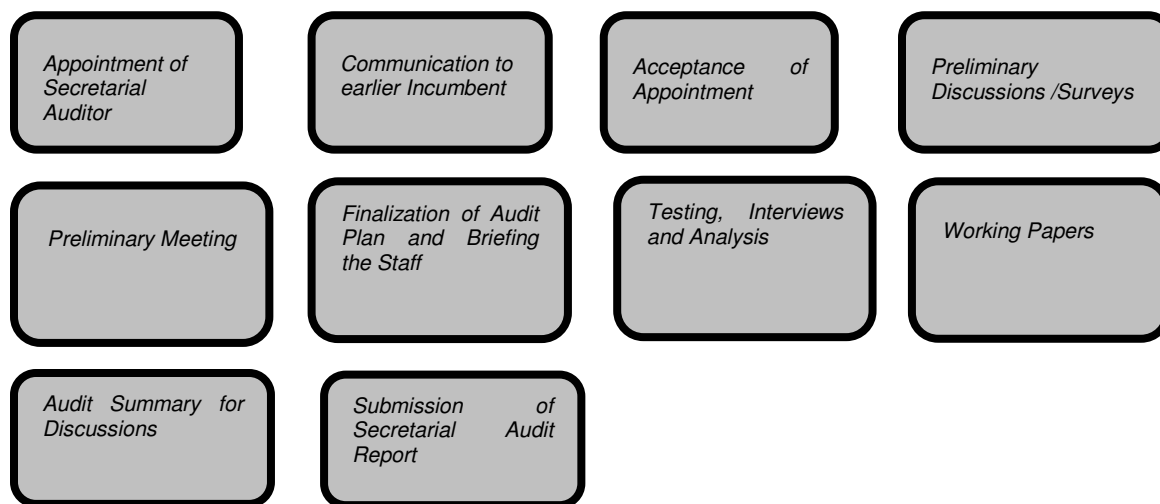 Appointment of
Secretarial
Auditor
Communication to
earlier Incumbent
Acceptance of
Appointment
Preliminary
Discussions /Surveys
Preliminary Meeting
Finalization of Audit
Plan and Briefing
the Staff
Testing, Interviews
and Analysis
Working Papers
Audit Summary for
Discussions
Submission of
Secretarial Audit
Report